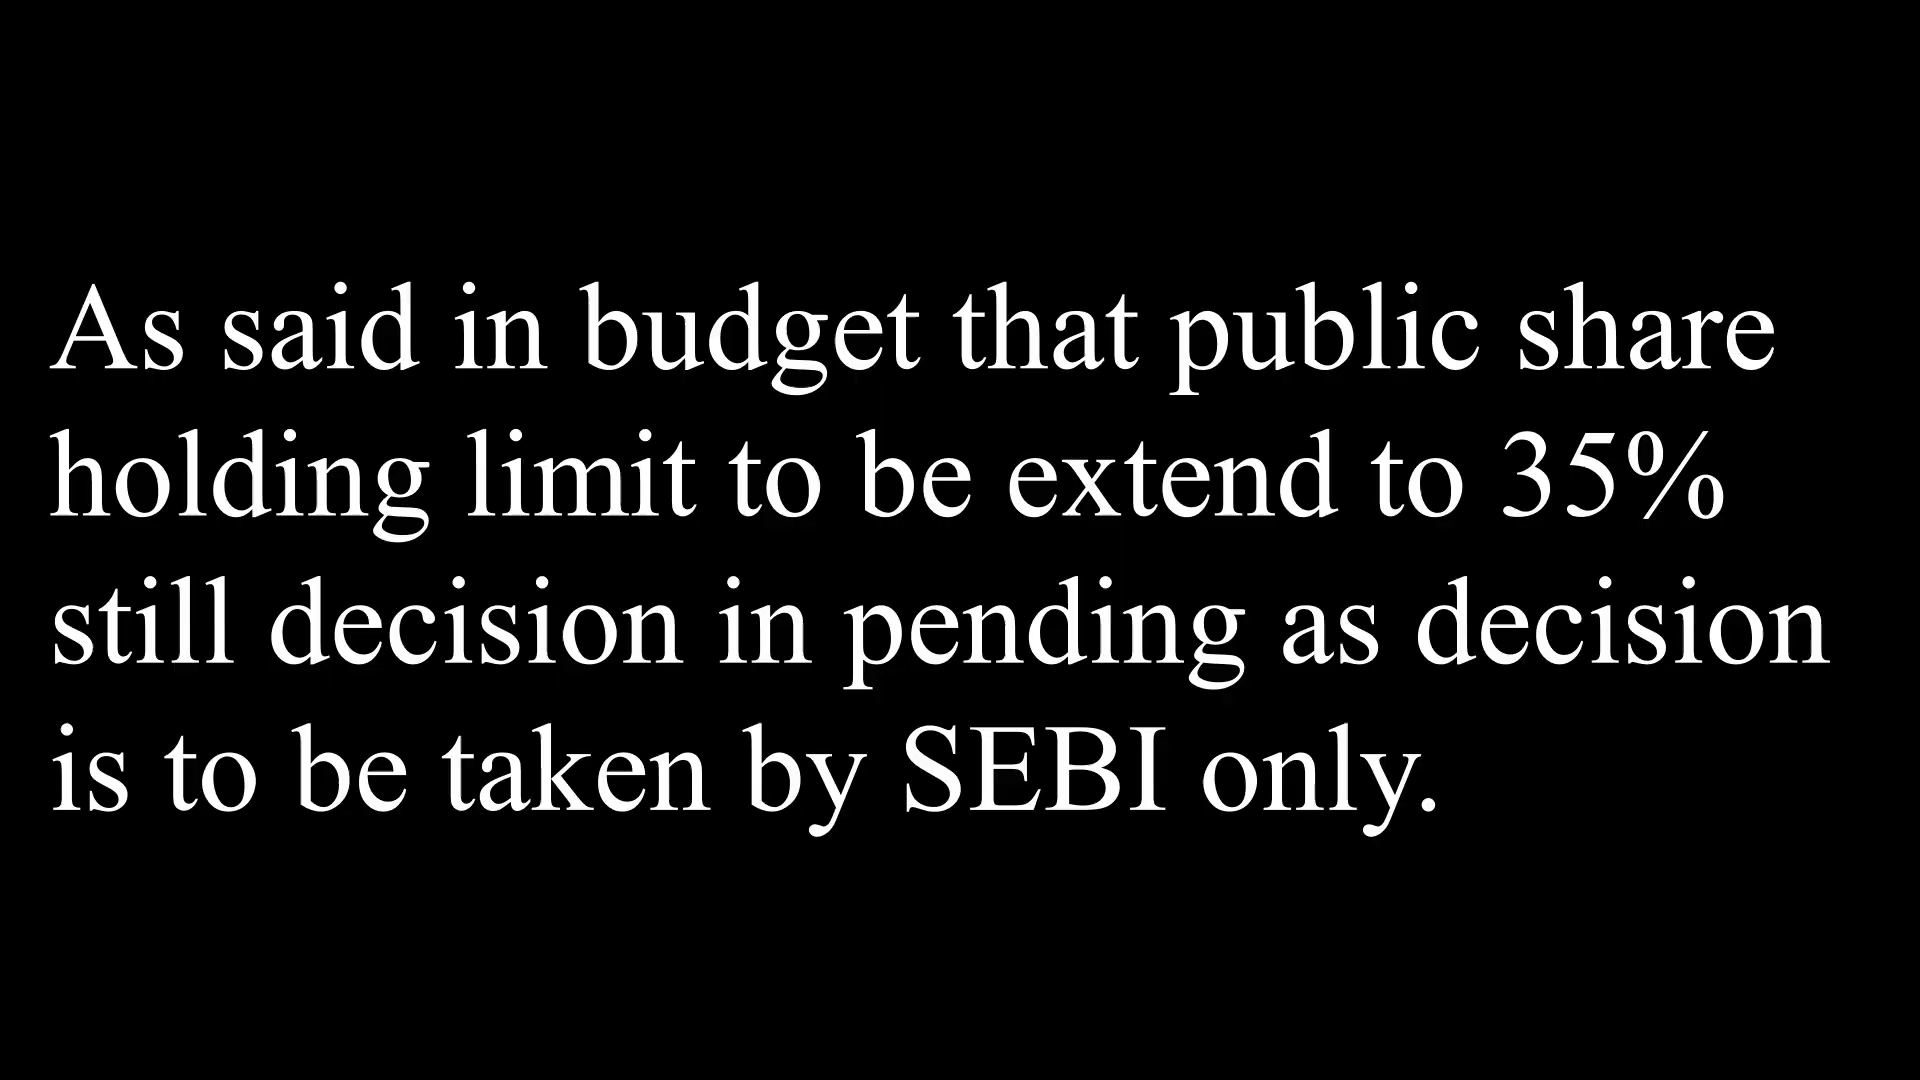 As said in budget that public share
holding limit to be extend to 35%
still decision in pending as decision
is to be taken by SEBI only.